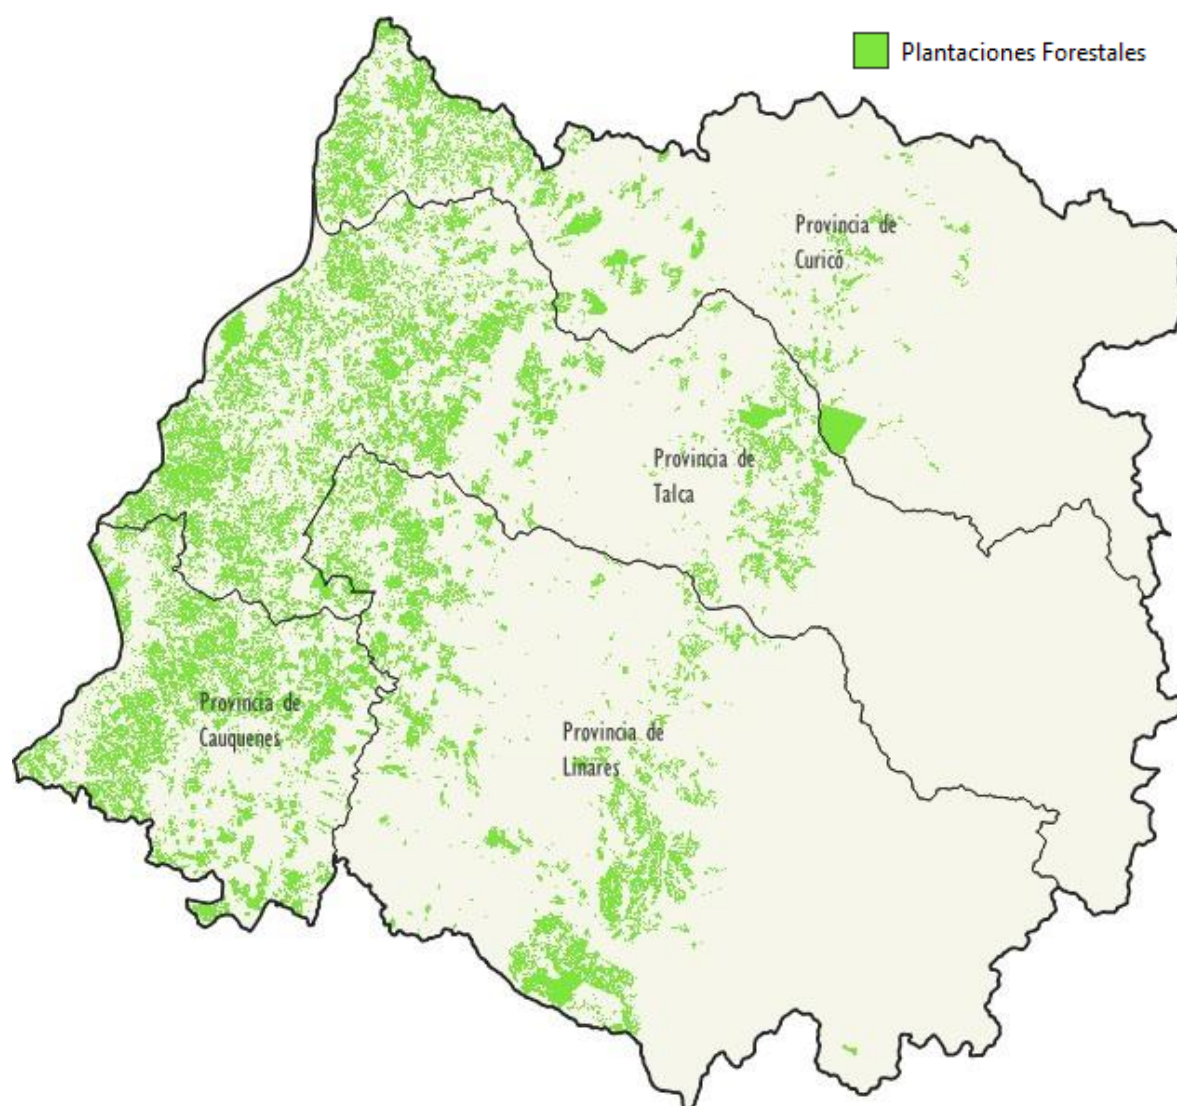 Plantaciones Forestales
Provincia de
Curicó
Provincia de
Talca
Provincia de
Cauquenes
Provincia de
Linares